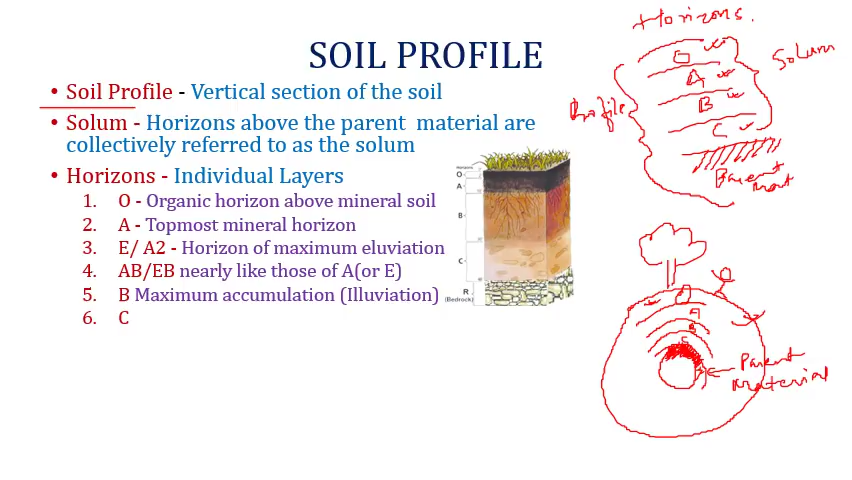 SOIL PROFILE
• Soil Profile - Vertical section of the soil
• Solum - Horizons above the parent material are
collectively referred to as the solum
• Horizons - Individual Layers
1. O - Organic horizon above mineral soil
2. A - Topmost mineral horizon
3. E/ A2 - Horizon of maximum eluviation
4. AB/EB nearly like those of A(or E)
5. B Maximum accumulation (Illuviation)
6. C
Horizons
O
A
B
C
R
(Bedrock)
Horizons.
O
A
B
C
Solum
Profile
Parent
mat
O
A
B
C
Parent
Material